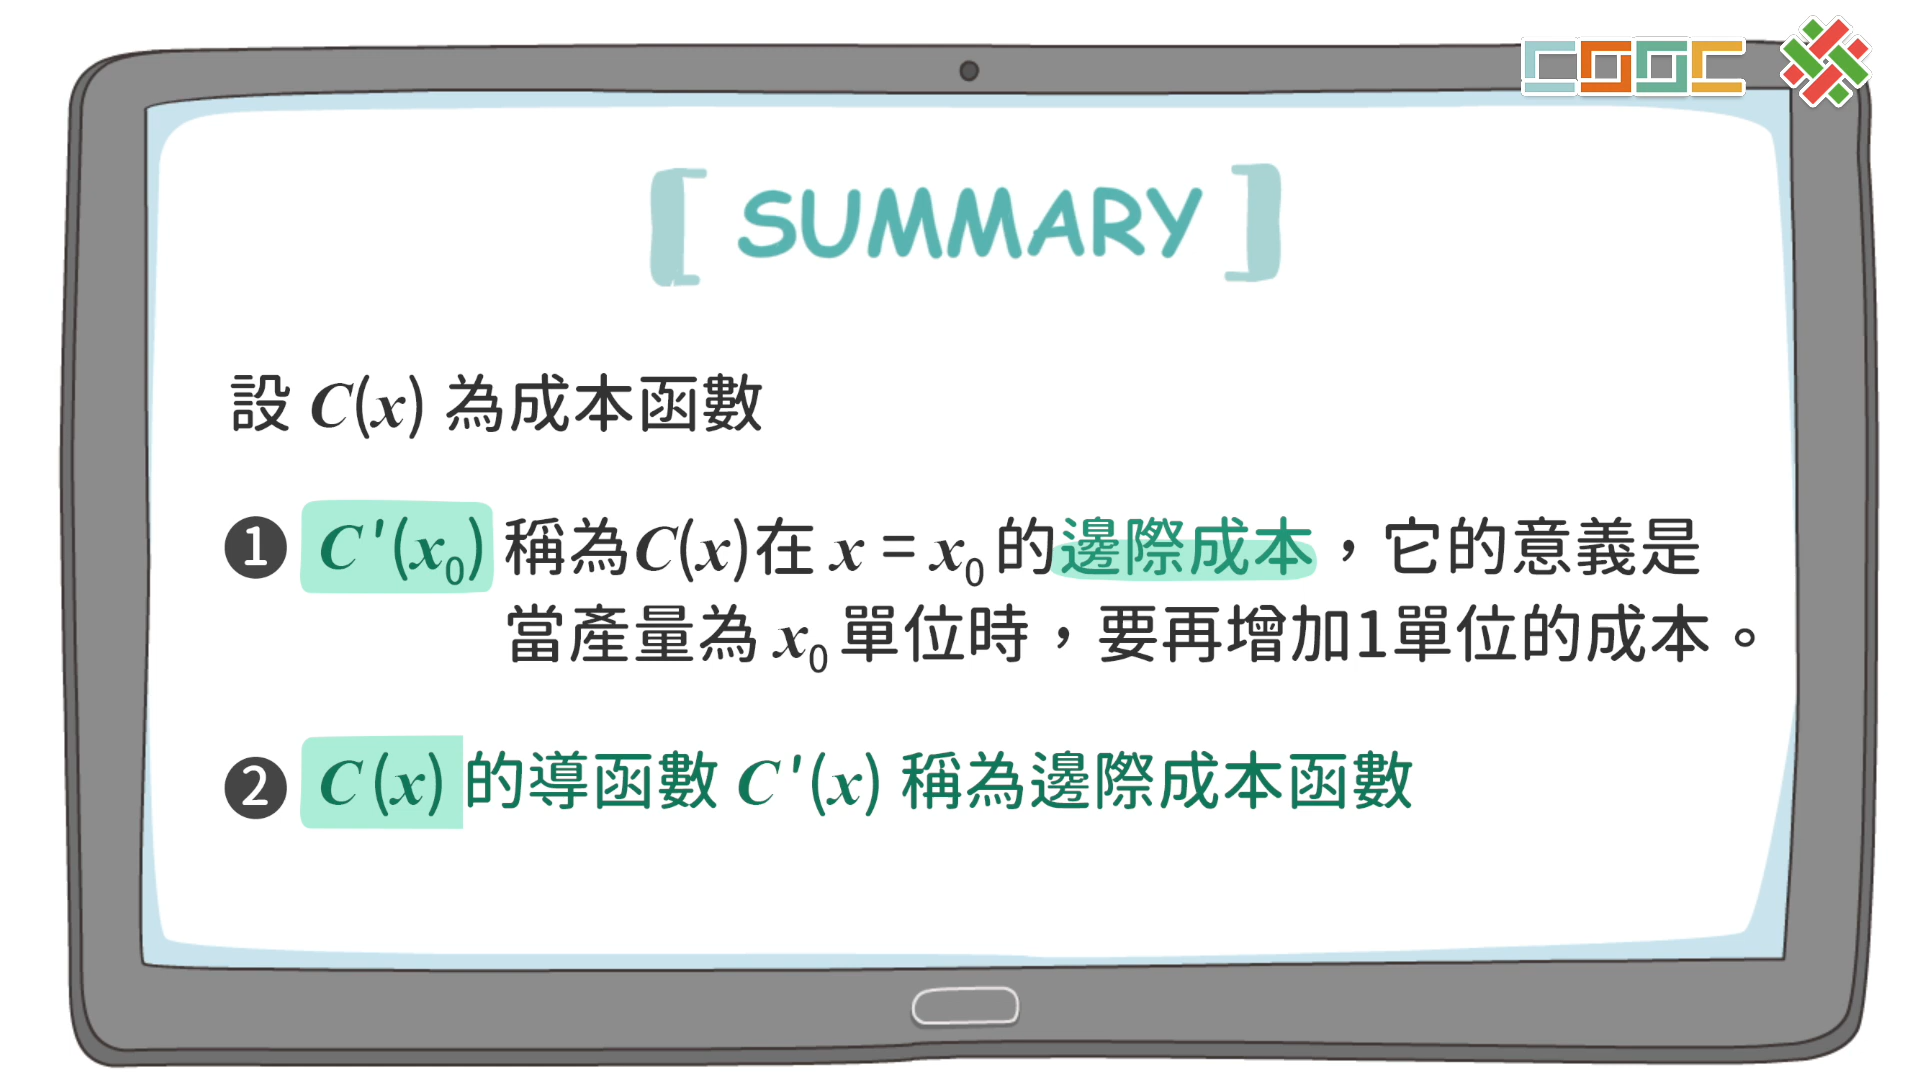 COOC
[ SUMMARY ]
設 C(x) 為成本函數
❶ C'(x₀) 稱為C(x)在 x = x₀ 的邊際成本，它的意義是
當產量為 x₀ 單位時，要再增加1單位的成本。
❷ C(x) 的導函數 C'(x) 稱為邊際成本函數